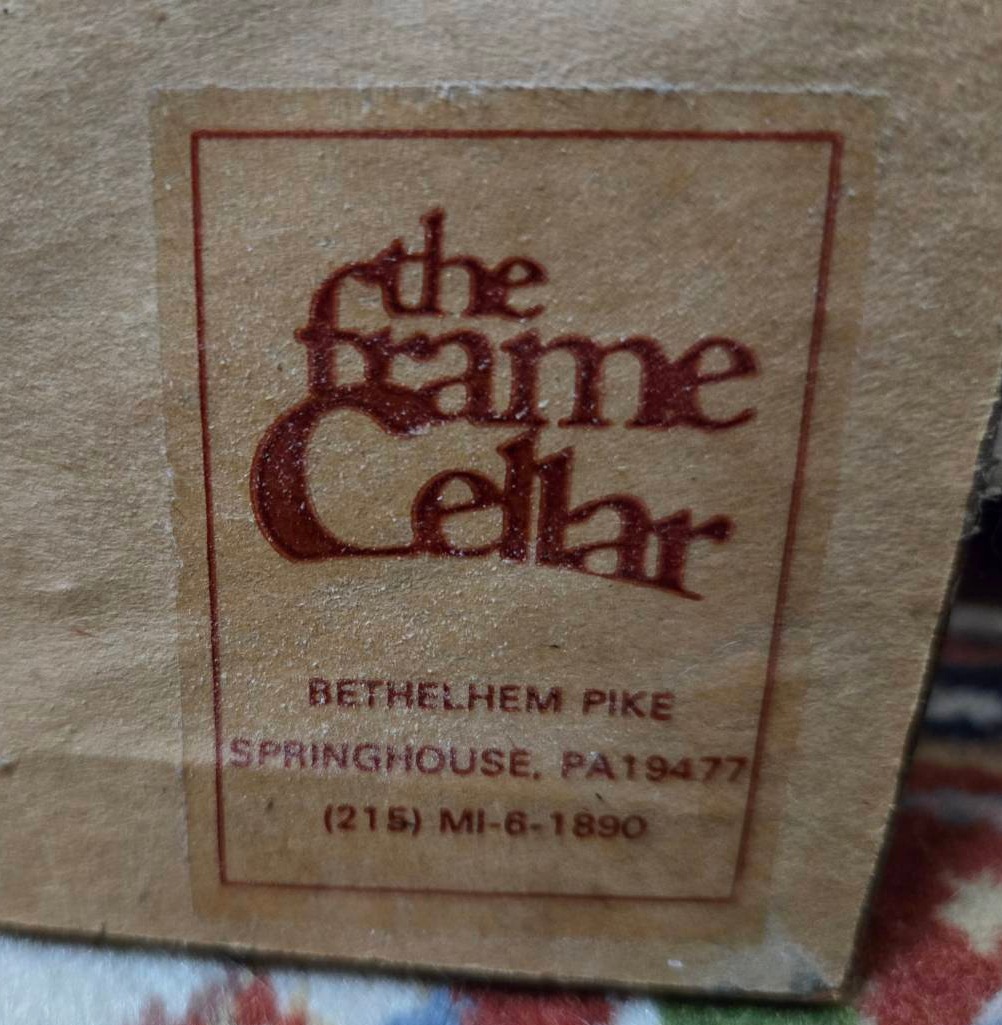 the
frame
Cellar
BETHELHEM PIKE
SPRINGHOUSE, PA19477
(215) MI-6-1890